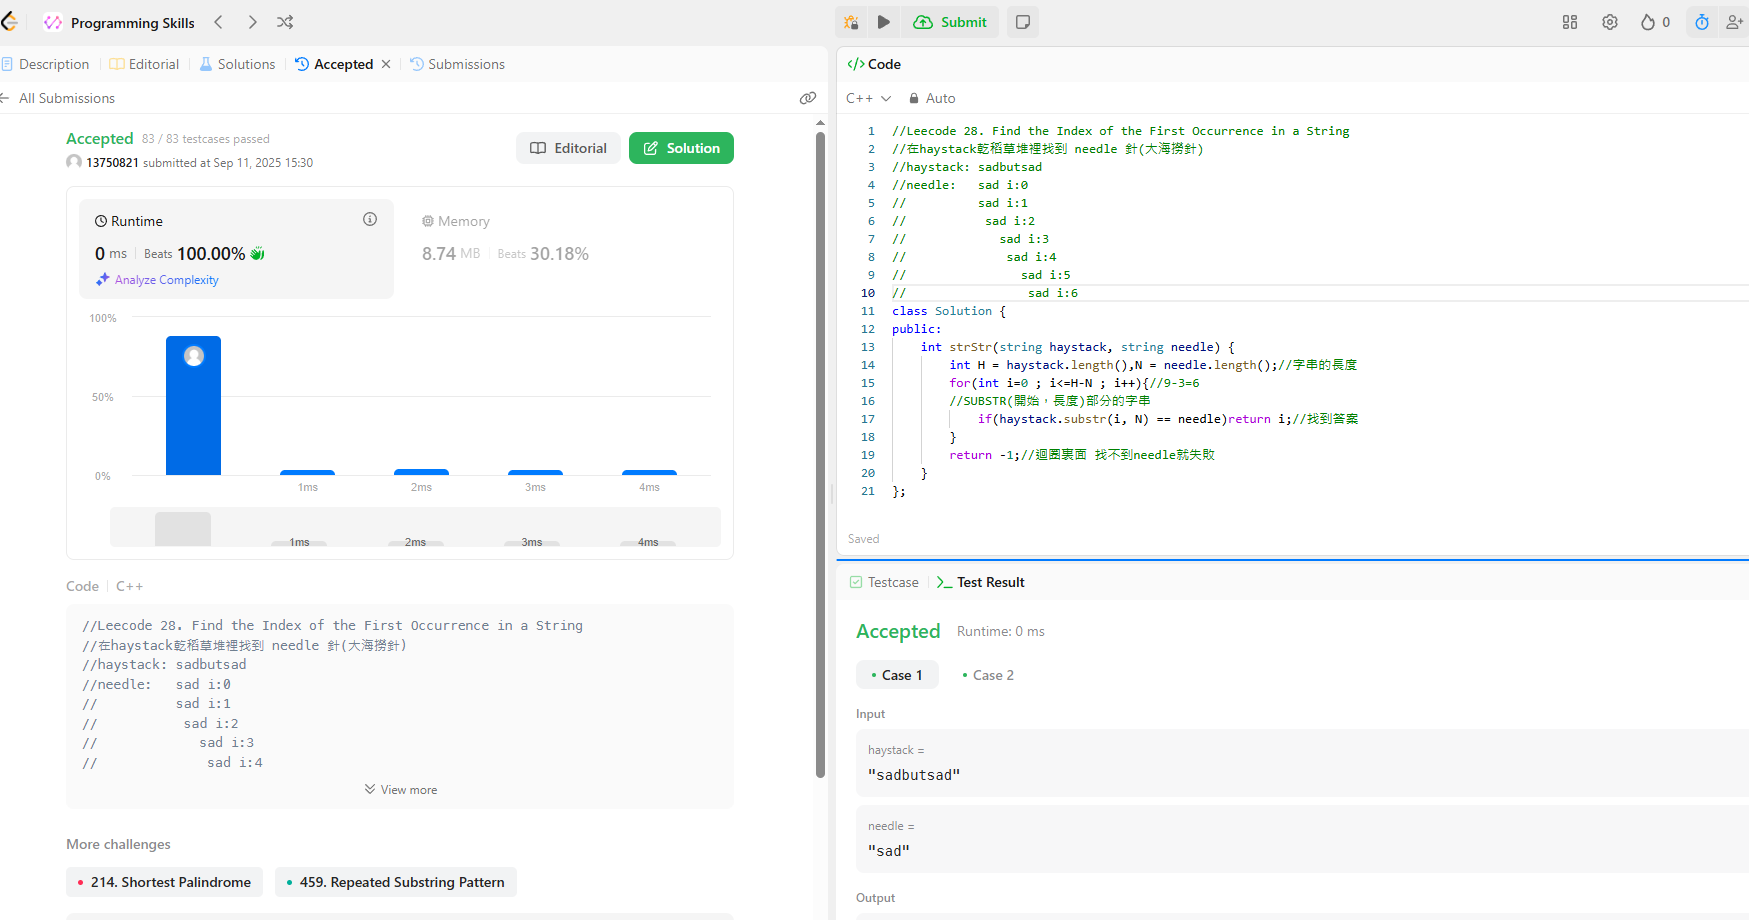 Programming Skills
Submit
0
Description
Editorial
Solutions
Accepted
Submissions
All Submissions
Accepted 83 / 83 testcases passed
13750821 submitted at Sep 11, 2025 15:30
Editorial
Solution
Runtime
0 ms Beats 100.00%
Analyze Complexity
Memory
8.74 MB Beats 30.18%
100%
50%
0%
1ms 2ms 3ms 4ms
1ms 2ms 3ms 4ms
Code C++
//Leecode 28. Find the Index of the First Occurrence in a String
//在haystack乾稻草堆裡找到 needle 針(大海撈針)
//haystack: sadbutsad
//needle:   sad i:0
//          sad i:1
//           sad i:2
//             sad i:3
//              sad i:4
View more
More challenges
214. Shortest Palindrome
459. Repeated Substring Pattern
Code
C++ Auto
1 //Leecode 28. Find the Index of the First Occurrence in a String
2 //在haystack乾稻草堆裡找到 needle 針(大海撈針)
3 //haystack: sadbutsad
4 //needle:   sad i:0
5 //          sad i:1
6 //           sad i:2
7 //             sad i:3
8 //              sad i:4
9 //                sad i:5
10 //                 sad i:6
11 class Solution {
12 public:
13     int strStr(string haystack, string needle) {
14         int H = haystack.length(),N = needle.length();//字串的長度
15         for(int i=0 ; i<=H-N ; i++){//9-3=6
16         //SUBSTR(開始，長度)部分的字串
17             if(haystack.substr(i, N) == needle)return i;//找到答案
18         }
19         return -1;//迴圈裏面 找不到needle就失敗
20     }
21 };
Saved
Testcase
Test Result
Accepted Runtime: 0 ms
Case 1 Case 2
Input
haystack =
"sadbutsad"
needle =
"sad"
Output